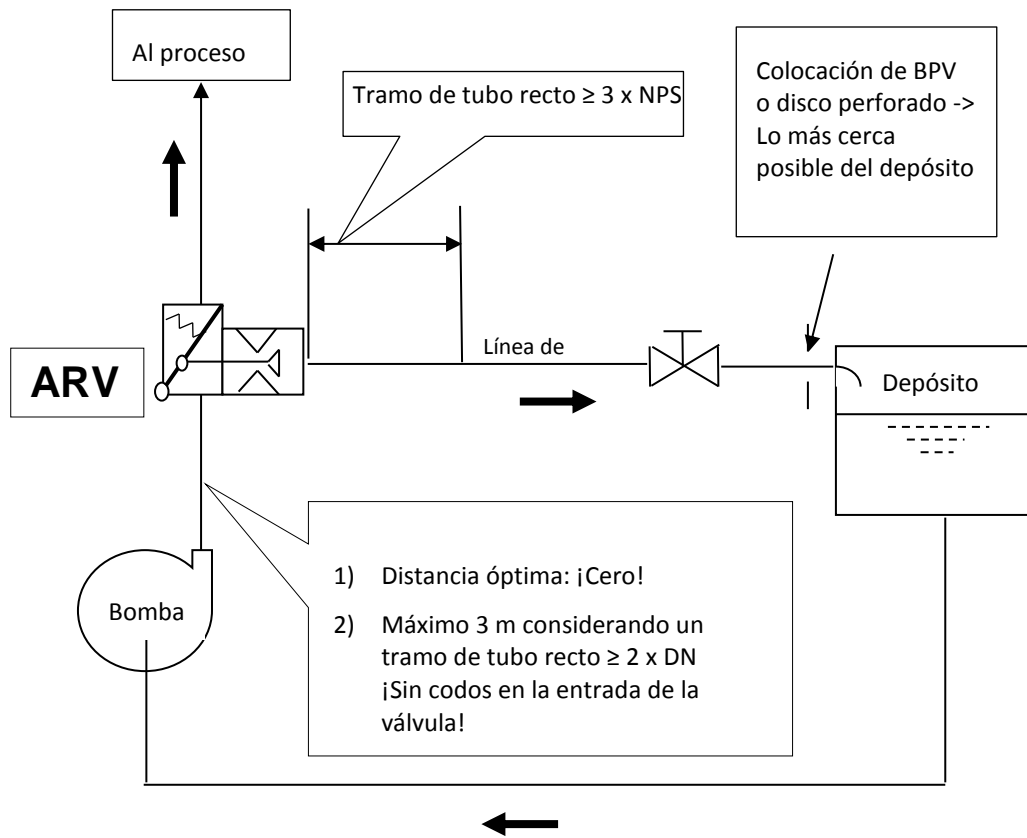 Al proceso
Tramo de tubo recto ≥ 3 x NPS
Colocación de BPV
o disco perforado ->
Lo más cerca
posible del depósito
ARV
Línea de
Depósito
Bomba
1) Distancia óptima: ¡Cero!
2) Máximo 3 m considerando un
tramo de tubo recto ≥ 2 x DN
¡Sin codos en la entrada de la
válvula!